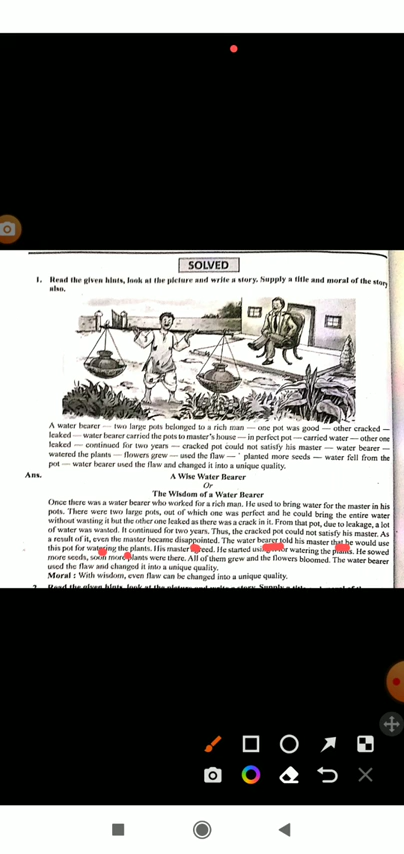 SOLVED
1. Read the given hints, look at the picture and write a story. Supply a title and moral of the story
also.
A water bearer — two large pots belonged to a rich man — one pot was good — other cracked —
leaked — water bearer carried the pots to master's house — in perfect pot — carried water — other one
leaked — continued for two years — cracked pot could not satisfy his master — water bearer —
watered the plants — flowers grew — used the flaw — planted more seeds — water fell from the
pot — water bearer used the flaw and changed it into a unique quality.
Ans.
A Wise Water Bearer
Or
The Wisdom of a Water Bearer
Once there was a water bearer who worked for a rich man. He used to bring water for the master in his
pots. There were two large pots, out of which one was perfect and he could bring the entire water
without wasting it but the other one leaked as there was a crack in it. From that pot, due to leakage, a lot
of water was wasted. It continued for two years. Thus, the cracked pot could not satisfy his master. As
a result of it, even the master became disappointed. The water bearer told his master that he would use
this pot for watering the plants. His master He started for watering the plants. He sowed
more seeds, soon more plants were there. All of them grew and the flowers bloomed. The water bearer
used the flaw and changed it into a unique quality.
Moral : With wisdom, even flaw can be changed into a unique quality.